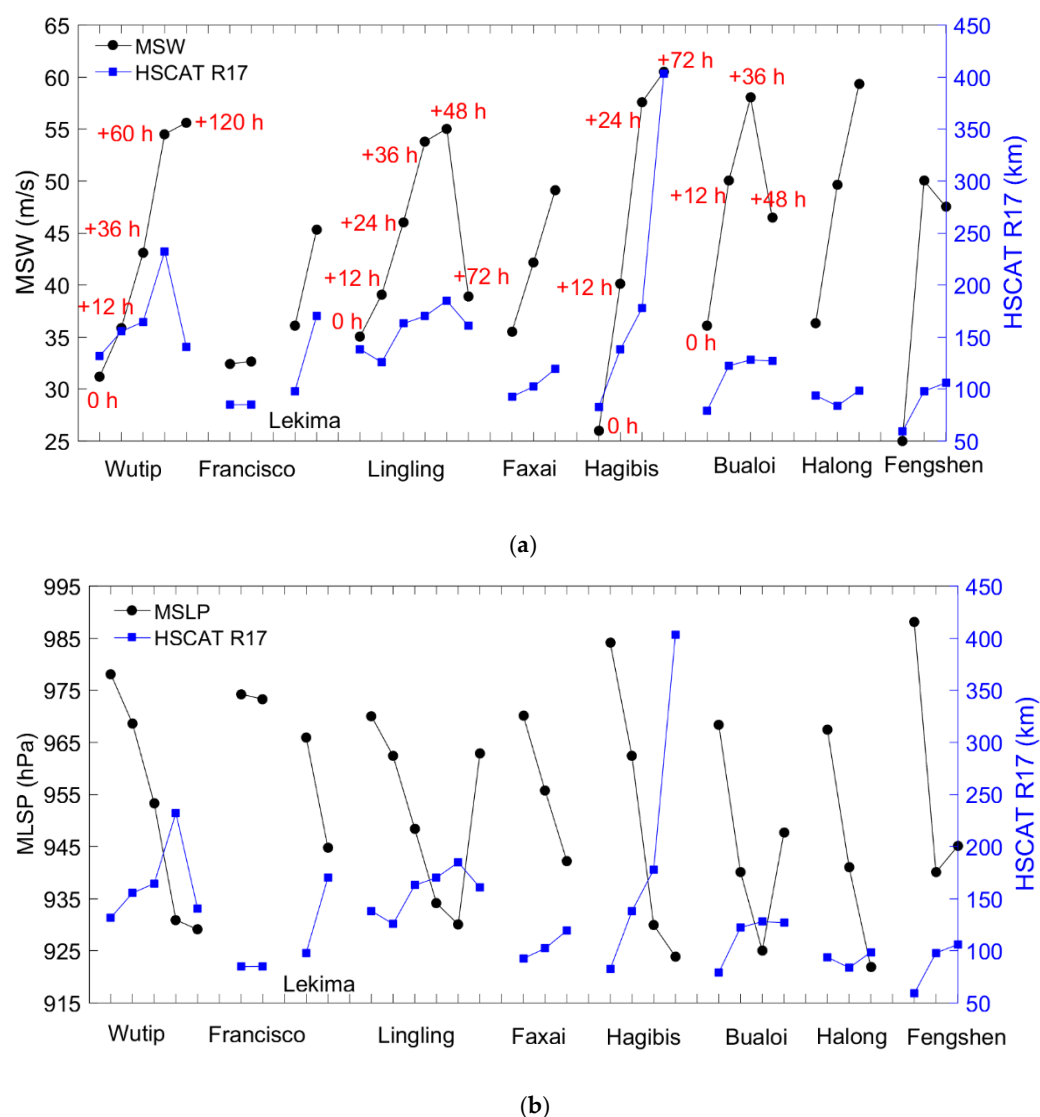 65
60
55
50
45
40
35
30
25
MSW (m/s)
MSW
HSCAT R17
450
400
350
300
250
200
150
100
50
HSCAT R17 (km)
0 h
+12 h
+36 h
+60 h
+120 h
0 h
+12 h
+24 h
+36 h
+48 h
+72 h
0 h
+12 h
+24 h
+72 h
0 h
+12 h
+36 h
+48 h
Lekima
Wutip Francisco Lingling Faxai Hagibis Bualoi Halong Fengshen
(a)
995
985
975
965
955
945
935
925
915
MLSP (hPa)
MSLP
HSCAT R17
450
400
350
300
250
200
150
100
50
HSCAT R17 (km)
Lekima
Wutip Francisco Lingling Faxai Hagibis Bualoi Halong Fengshen
(b)